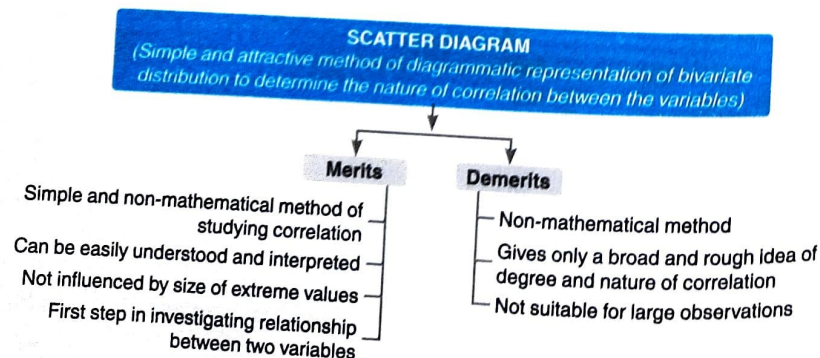 SCATTER DIAGRAM
(Simple and attractive method of diagrammatic representation of bivariate
distribution to determine the nature of correlation between the variables)
Merits
Simple and non-mathematical method of
studying correlation
Can be easily understood and interpreted
Not influenced by size of extreme values
First step in investigating relationship
between two variables
Demerits
Non-mathematical method
Gives only a broad and rough idea of
degree and nature of correlation
Not suitable for large observations